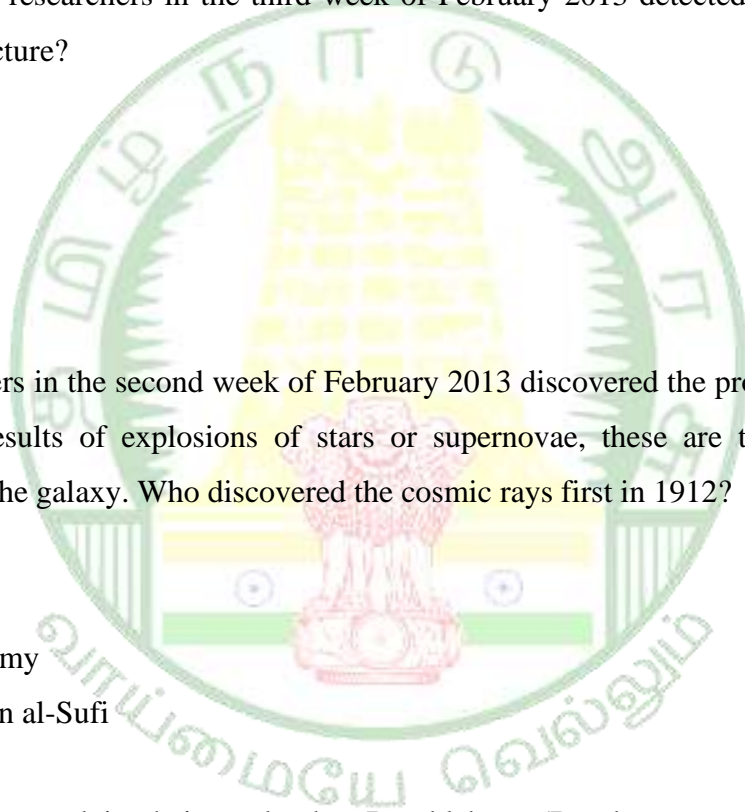 researchers in the third week of February 2013 detected
cture?
ers in the second week of February 2013 discovered the pro
esults of explosions of stars or supernovae, these are t
he galaxy. Who discovered the cosmic rays first in 1912?
my
n al-Sufi
தமிழ் நாடு அரசு
வாய்மையே வெல்லும்